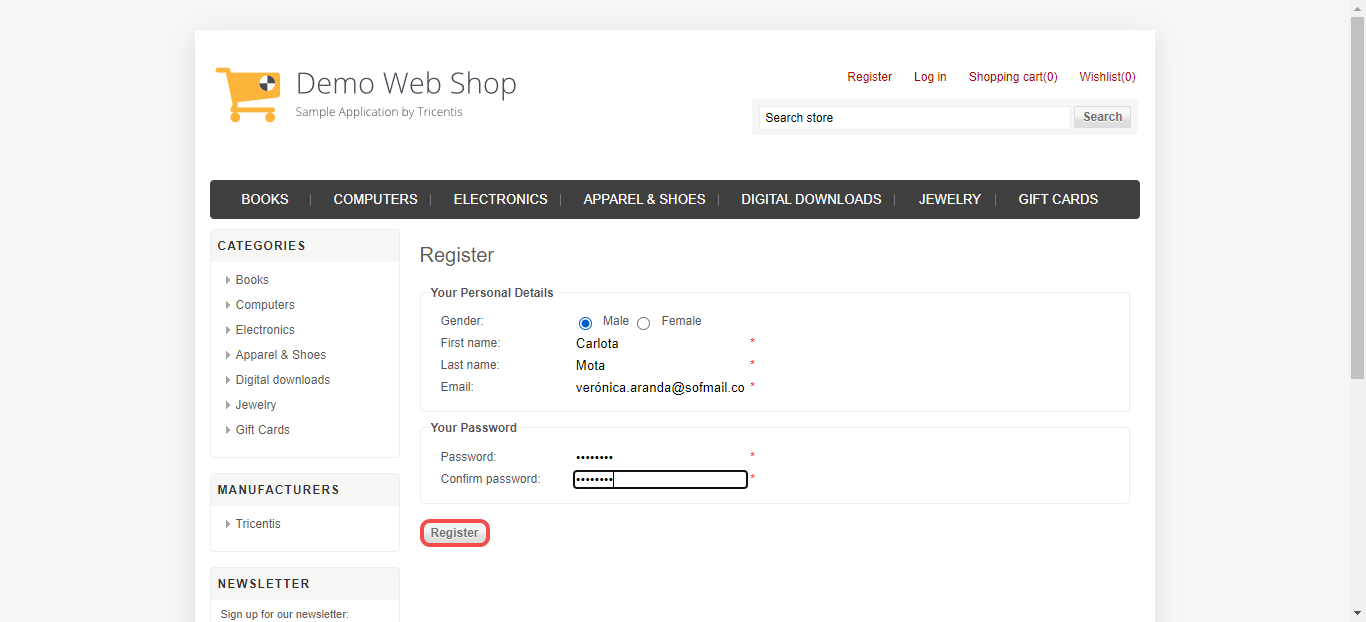 Demo Web Shop
Sample Application by Tricentis
Register Log in Shopping cart(0) Wishlist(0)
Search store Search
BOOKS COMPUTERS ELECTRONICS APPAREL & SHOES DIGITAL DOWNLOADS JEWELRY GIFT CARDS
CATEGORIES
Books
Computers
Electronics
Apparel & Shoes
Digital downloads
Jewelry
Gift Cards
MANUFACTURERS
Tricentis
NEWSLETTER
Sign up for our newsletter:
Register
Your Personal Details
Gender: Male Female
First name: Carlota *
Last name: Mota *
Email: verónica.aranda@sofmail.co *
Your Password
Password: •••••••• *
Confirm password: •••••••• *
Register